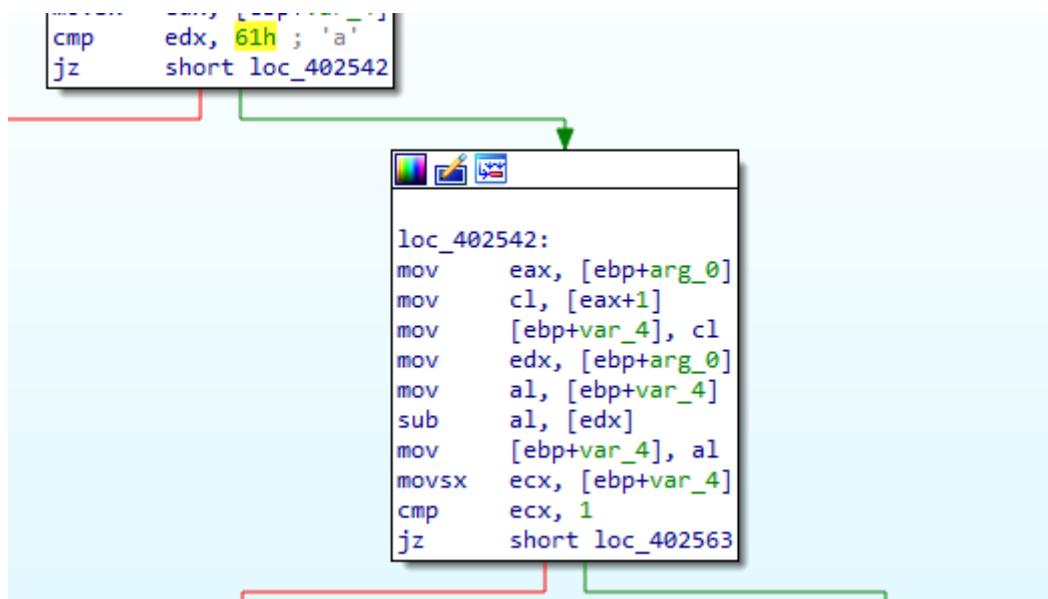 cmp edx, 61h ; 'a'
jz short loc_402542
loc_402542:
mov eax, [ebp+arg_0]
mov cl, [eax+1]
mov [ebp+var_4], cl
mov edx, [ebp+arg_0]
mov al, [ebp+var_4]
sub al, [edx]
mov [ebp+var_4], al
movsx ecx, [ebp+var_4]
cmp ecx, 1
jz short loc_402563